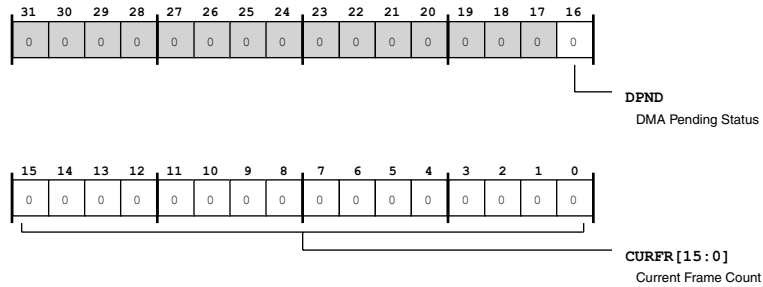 31 30 29 28 27 26 25 24 23 22 21 20 19 18 17 16
0 0 0 0 0 0 0 0 0 0 0 0 0 0 0 0
DPND
DMA Pending Status
15 14 13 12 11 10 9 8 7 6 5 4 3 2 1 0
0 0 0 0 0 0 0 0 0 0 0 0 0 0 0 0
CURFR[15:0]
Current Frame Count